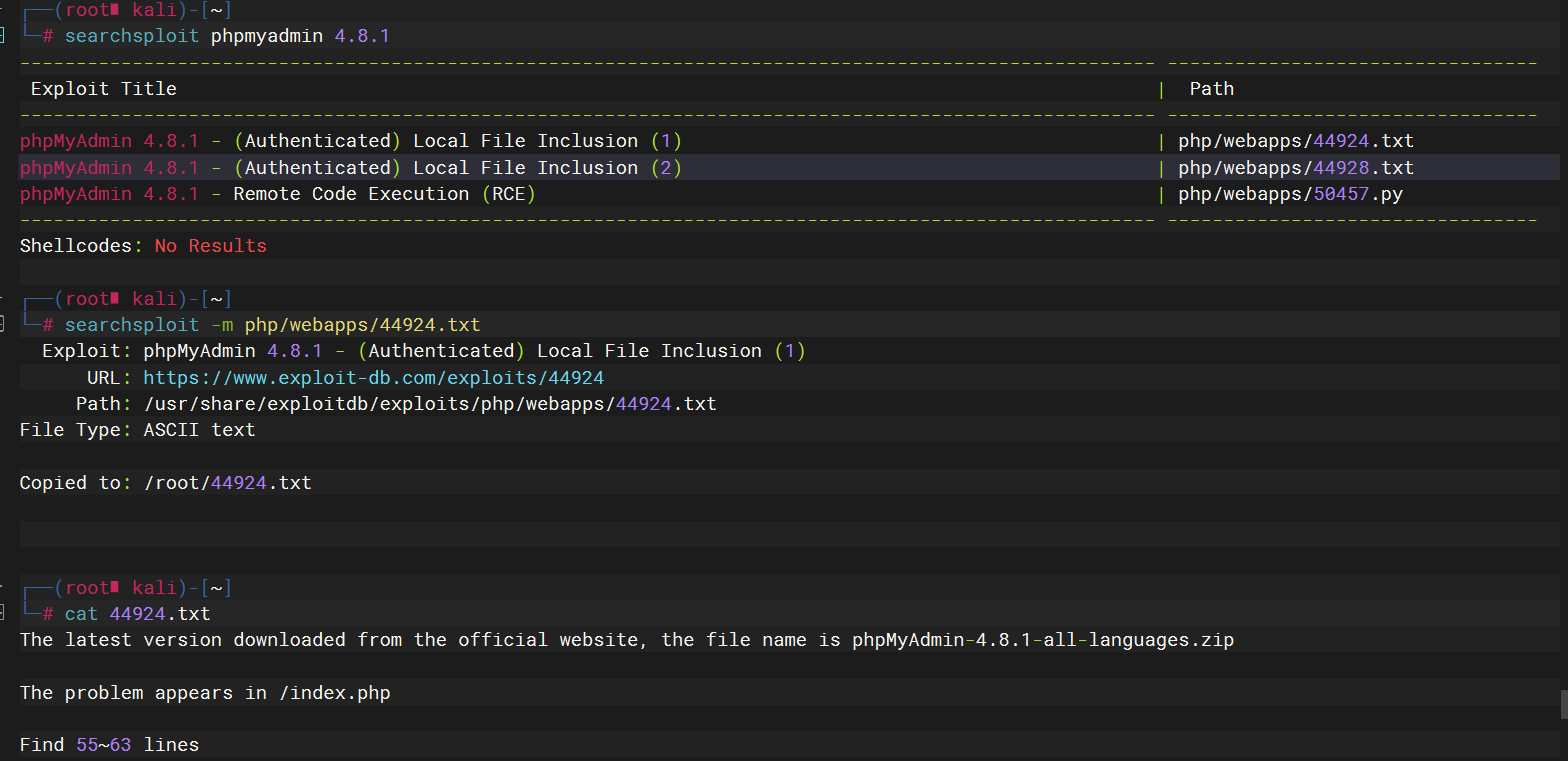 ┌──(root kali)-[~]
└─# searchsploit phpmyadmin 4.8.1
---------------------------------------------------------------------------------------------------- ---------------------------------
Exploit Title | Path
---------------------------------------------------------------------------------------------------- ---------------------------------
phpMyAdmin 4.8.1 - (Authenticated) Local File Inclusion (1) | php/webapps/44924.txt
phpMyAdmin 4.8.1 - (Authenticated) Local File Inclusion (2) | php/webapps/44928.txt
phpMyAdmin 4.8.1 - Remote Code Execution (RCE) | php/webapps/50457.py
---------------------------------------------------------------------------------------------------- ---------------------------------
Shellcodes: No Results
┌──(root kali)-[~]
└─# searchsploit -m php/webapps/44924.txt
Exploit: phpMyAdmin 4.8.1 - (Authenticated) Local File Inclusion (1)
URL: https://www.exploit-db.com/exploits/44924
Path: /usr/share/exploitdb/exploits/php/webapps/44924.txt
File Type: ASCII text
Copied to: /root/44924.txt
┌──(root kali)-[~]
└─# cat 44924.txt
The latest version downloaded from the official website, the file name is phpMyAdmin-4.8.1-all-languages.zip
The problem appears in /index.php
Find 55~63 lines